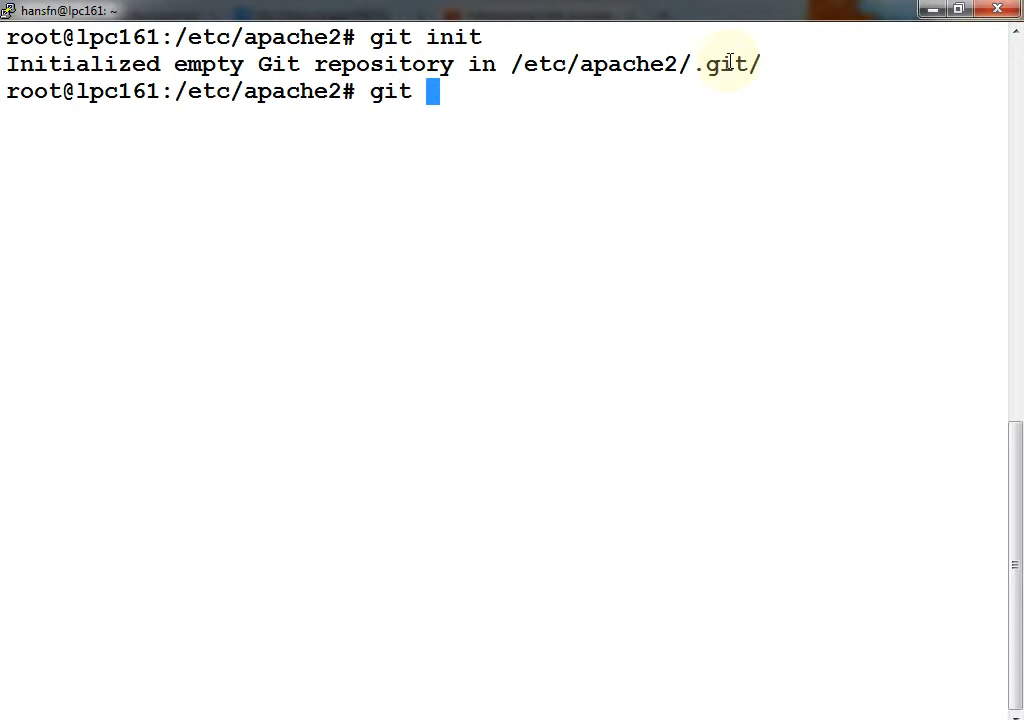 hansfn@lpc161: ~
root@lpc161:/etc/apache2# git init
Initialized empty Git repository in /etc/apache2/.git/
root@lpc161:/etc/apache2# git